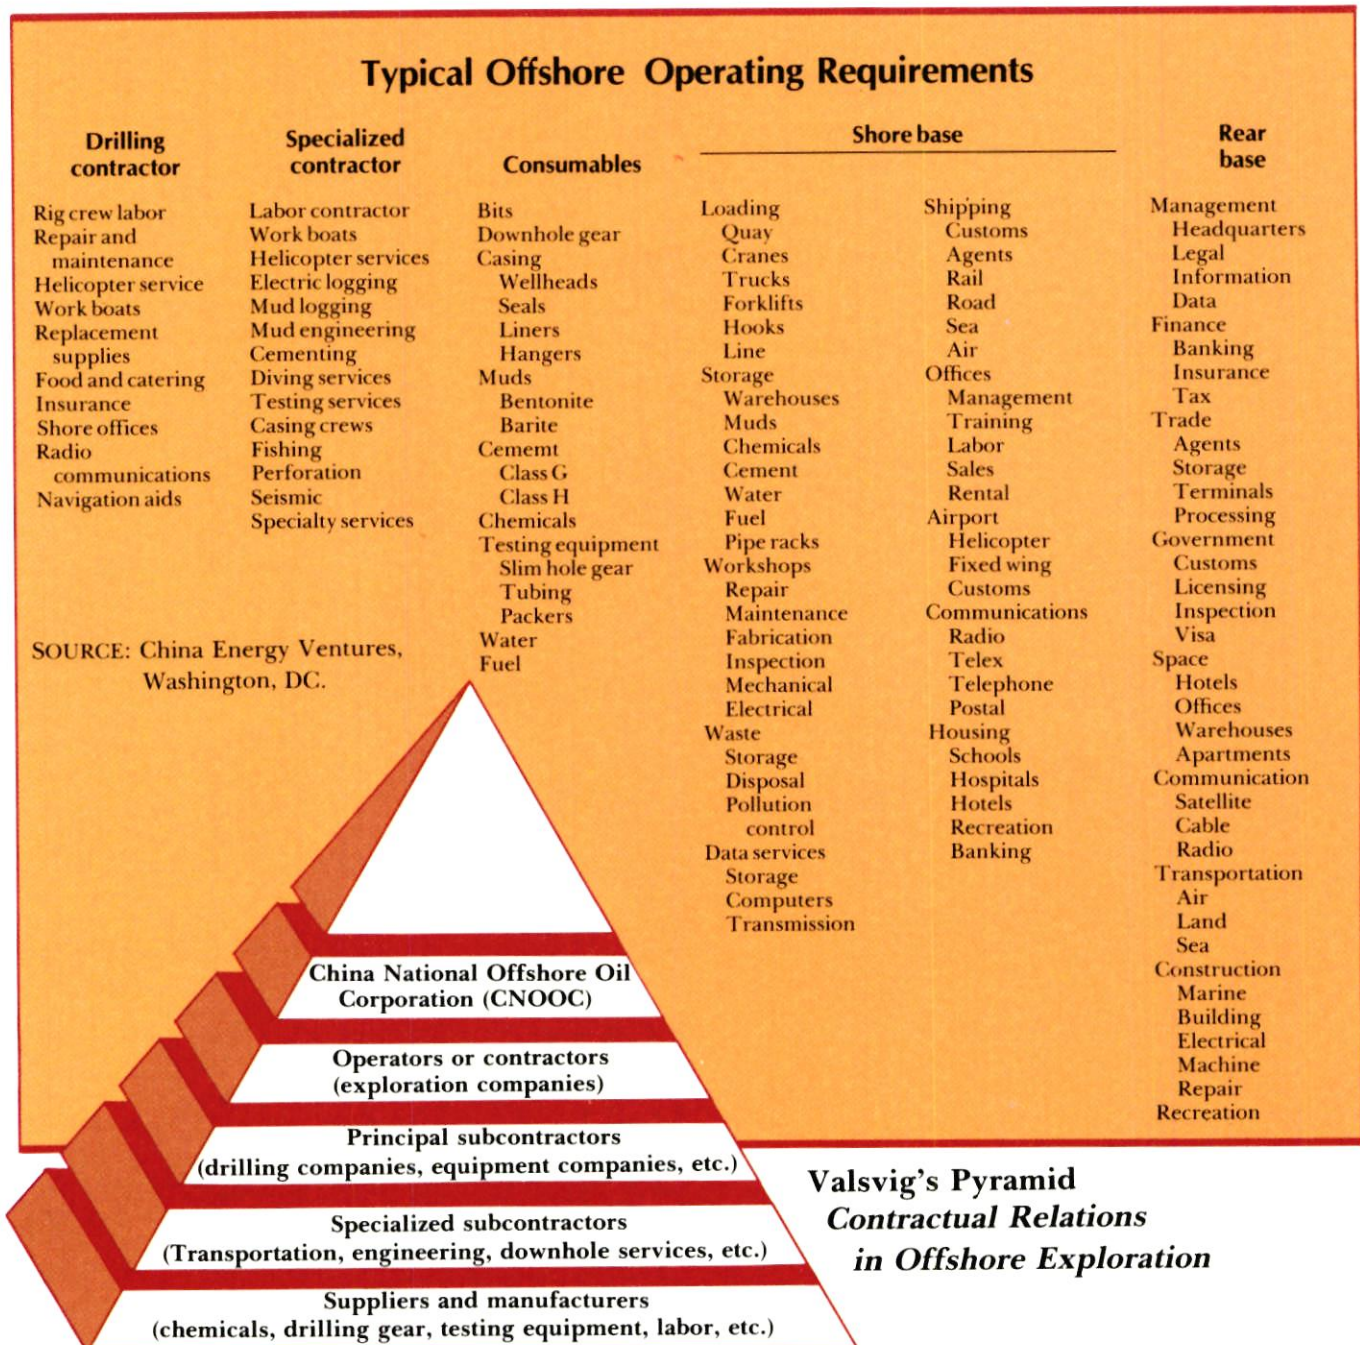 Typical Offshore Operating Requirements
Drilling
contractor
Rig crew labor
Repair and
maintenance
Helicopter service
Work boats
Replacement
supplies
Food and catering
Insurance
Shore offices
Radio
communications
Navigation aids
Specialized
contractor
Labor contractor
Work boats
Helicopter services
Electric logging
Mud logging
Mud engineering
Cementing
Diving services
Testing services
Casing crews
Fishing
Perforation
Seismic
Specialty services
Consumables
Bits
Downhole gear
Casing
Wellheads
Seals
Liners
Hangers
Muds
Bentonite
Barite
Cememt
Class G
Class H
Chemicals
Testing equipment
Slim hole gear
Tubing
Packers
Water
Fuel
Shore base
Loading
Quay
Cranes
Trucks
Forklifts
Hooks
Line
Storage
Warehouses
Muds
Chemicals
Cement
Water
Fuel
Pipe racks
Workshops
Repair
Maintenance
Fabrication
Inspection
Mechanical
Electrical
Waste
Storage
Disposal
Pollution
control
Data services
Storage
Computers
Transmission
Shipping
Customs
Agents
Rail
Road
Sea
Air
Offices
Management
Training
Labor
Sales
Rental
Airport
Helicopter
Fixed wing
Customs
Communications
Radio
Telex
Telephone
Postal
Housing
Schools
Hospitals
Hotels
Recreation
Banking
Rear
base
Management
Headquarters
Legal
Information
Data
Finance
Banking
Insurance
Tax
Trade
Agents
Storage
Terminals
Processing
Government
Customs
Licensing
Inspection
Visa
Space
Hotels
Offices
Warehouses
Apartments
Communication
Satellite
Cable
Radio
Transportation
Air
Land
Sea
Construction
Marine
Building
Electrical
Machine
Repair
Recreation
SOURCE: China Energy Ventures,
Washington, DC.
China National Offshore Oil
Corporation (CNOOC)
Operators or contractors
(exploration companies)
Principal subcontractors
(drilling companies, equipment companies, etc.)
Specialized subcontractors
(Transportation, engineering, downhole services, etc.)
Suppliers and manufacturers
(chemicals, drilling gear, testing equipment, labor, etc.)
Valsvig's Pyramid
Contractual Relations
in Offshore Exploration